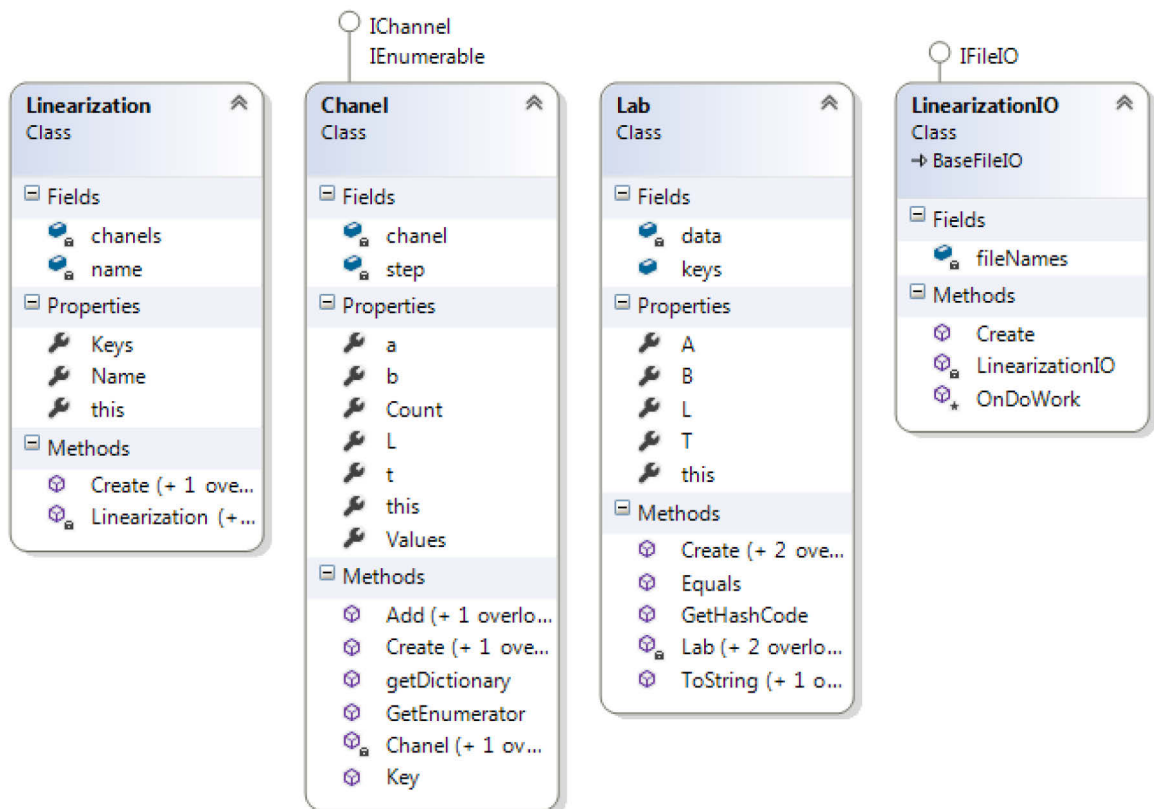 Linearization
Class
Fields
chanels
name
Properties
Keys
Name
this
Methods
Create (+ 1 ove...
Linearization (+...
IChannel
IEnumerable
Chanel
Class
Fields
chanel
step
Properties
a
b
Count
L
t
this
Values
Methods
Add (+ 1 overlo...
Create (+ 1 ove...
getDictionary
GetEnumerator
Chanel (+ 1 ov...
Key
Lab
Class
Fields
data
keys
Properties
A
B
L
T
this
Methods
Create (+ 2 ove...
Equals
GetHashCode
Lab (+ 2 overlo...
ToString (+ 1 o...
IFileIO
LinearizationIO
Class
BaseFileIO
Fields
fileNames
Methods
Create
LinearizationIO
OnDoWork